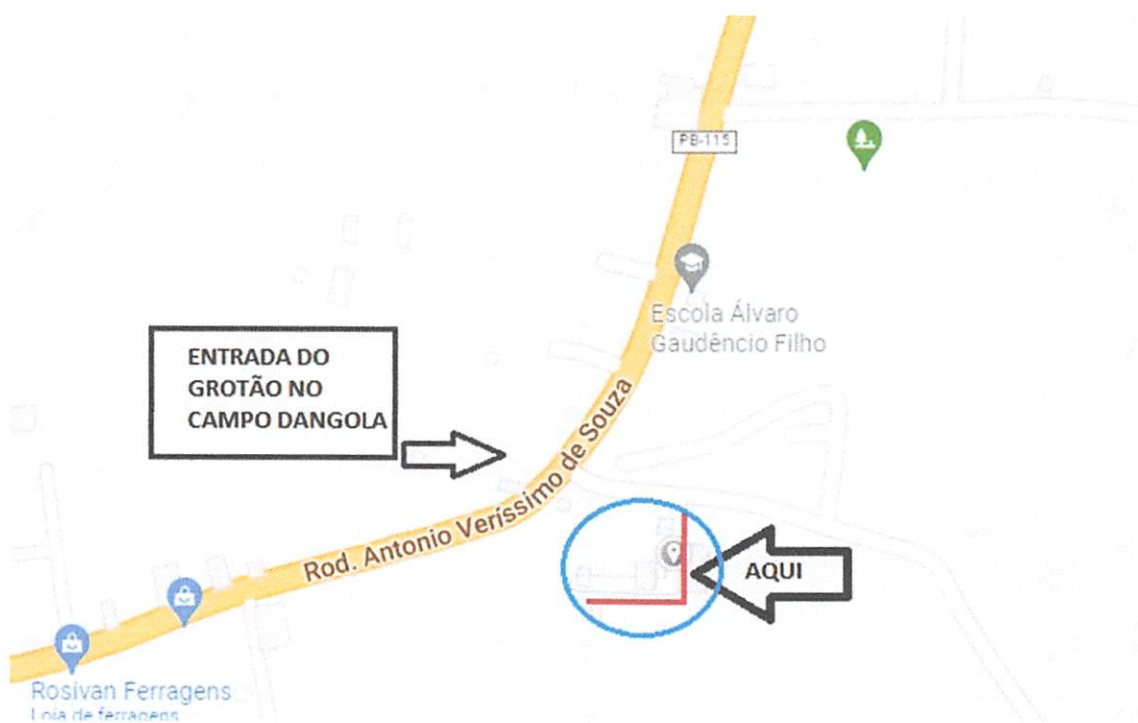 PB-115
Escola Álvaro
Gaudêncio Filho
ENTRADA DO
GROTÃO NO
CAMPO DANGOLA
Rod. Antonio Veríssimo de Souza
AQUI
Rosivan Ferragens
Loja de ferragens